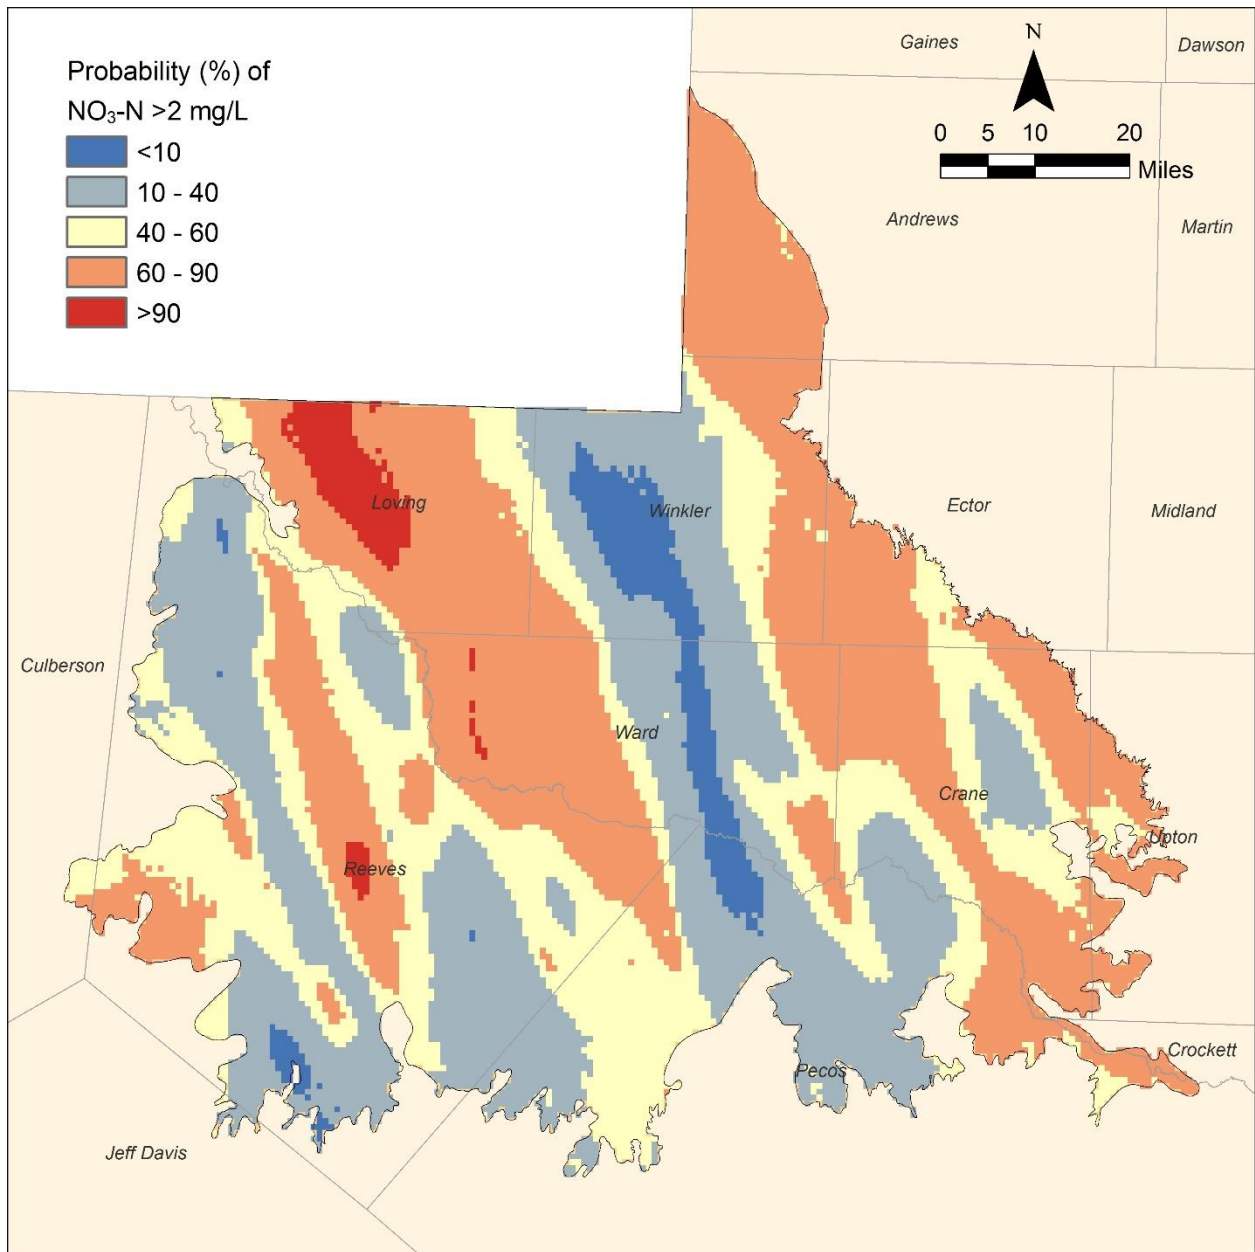 Probability (%) of
NO₃-N >2 mg/L
<10
10 - 40
40 - 60
60 - 90
>90
Gaines
N
Dawson
0 5 10 20
Miles
Andrews
Martin
Loving
Winkler
Ector
Midland
Culberson
Ward
Crane
Reeves
Upton
Pecos
Crockett
Jeff Davis